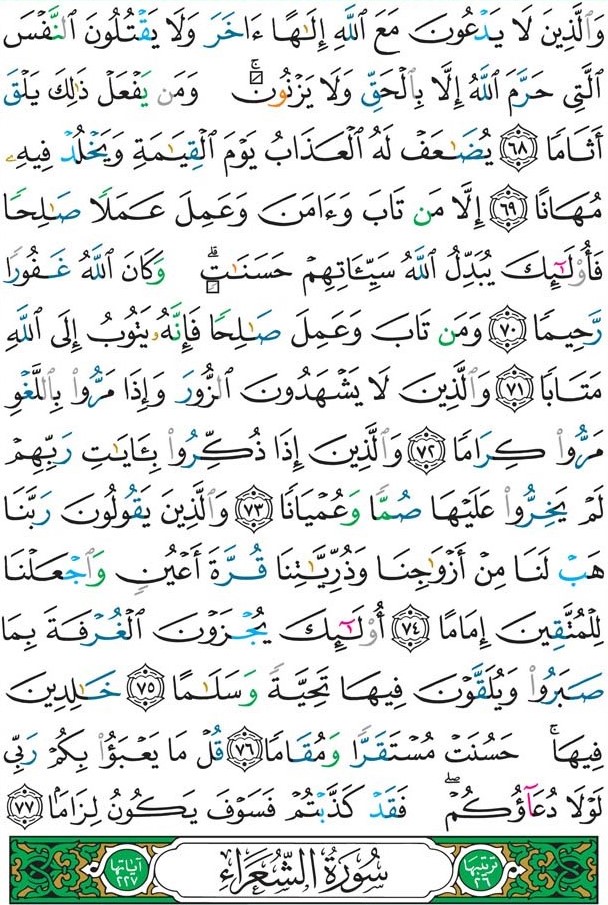 وَٱلَّذِينَ لَا يَدْعُونَ مَعَ ٱللَّهِ إِلَٰهًا ءَاخَرَ وَلَا يَقْتُلُونَ ٱلنَّفْسَ
ٱلَّتِي حَرَّمَ ٱللَّهُ إِلَّا بِٱلْحَقِّ وَلَا يَزْنُونَۚ وَمَن يَفْعَلْ ذَٰلِكَ يَلْقَ
أَثَامًا ٦٨ يُضَٰعَفْ لَهُ ٱلْعَذَابُ يَوْمَ ٱلْقِيَٰمَةِ وَيَخْلُدْ فِيهِۦ
مُهَانًا ٦٩ إِلَّا مَن تَابَ وَءَامَنَ وَعَمِلَ عَمَلًا صَٰلِحًا
فَأُوْلَٰٓئِكَ يُبَدِّلُ ٱللَّهُ سَيِّـَٔاتِهِمْ حَسَنَٰتٍۗ وَكَانَ ٱللَّهُ غَفُورًا
رَّحِيمًا ٧٠ وَمَن تَابَ وَعَمِلَ صَٰلِحًا فَإِنَّهُۥ يَتُوبُ إِلَى ٱللَّهِ
مَتَابًا ٧١ وَٱلَّذِينَ لَا يَشْهَدُونَ ٱلزُّورَ وَإِذَا مَرُّوا۟ بِٱللَّغْوِ
مَرُّوا۟ كِرَامًا ٧٢ وَٱلَّذِينَ إِذَا ذُكِّرُوا۟ بِـَٔايَٰتِ رَبِّهِمْ
لَمْ يَخِرُّوا۟ عَلَيْهَا صُمًّا وَعُمْيَانًا ٧٣ وَٱلَّذِينَ يَقُولُونَ رَبَّنَا
هَبْ لَنَا مِنْ أَزْوَٰجِنَا وَذُرِّيَّٰتِنَا قُرَّةَ أَعْيُنٍ وَٱجْعَلْنَا
لِلْمُتَّقِينَ إِمَامًا ٧٤ أُوْلَٰٓئِكَ يُجْزَوْنَ ٱلْغُرْفَةَ بِمَا
صَبَرُوا۟ وَيُلَقَّوْنَ فِيهَا تَحِيَّةً وَسَلَٰمًا ٧٥ خَٰلِدِينَ
فِيهَاۚ حَسُنَتْ مُسْتَقَرًّا وَمُقَامًا ٧٦ قُلْ مَا يَعْبَؤُا۟ بِكُمْ رَبِّي
لَوْلَا دُعَآؤُكُمْۖ فَقَدْ كَذَّبْتُمْ فَسَوْفَ يَكُونُ لِزَامًۢا ٧٧
ترتيبها ٢٦ سُورَةُ الشُّعَرَاءِ آياتها ٢٢٧